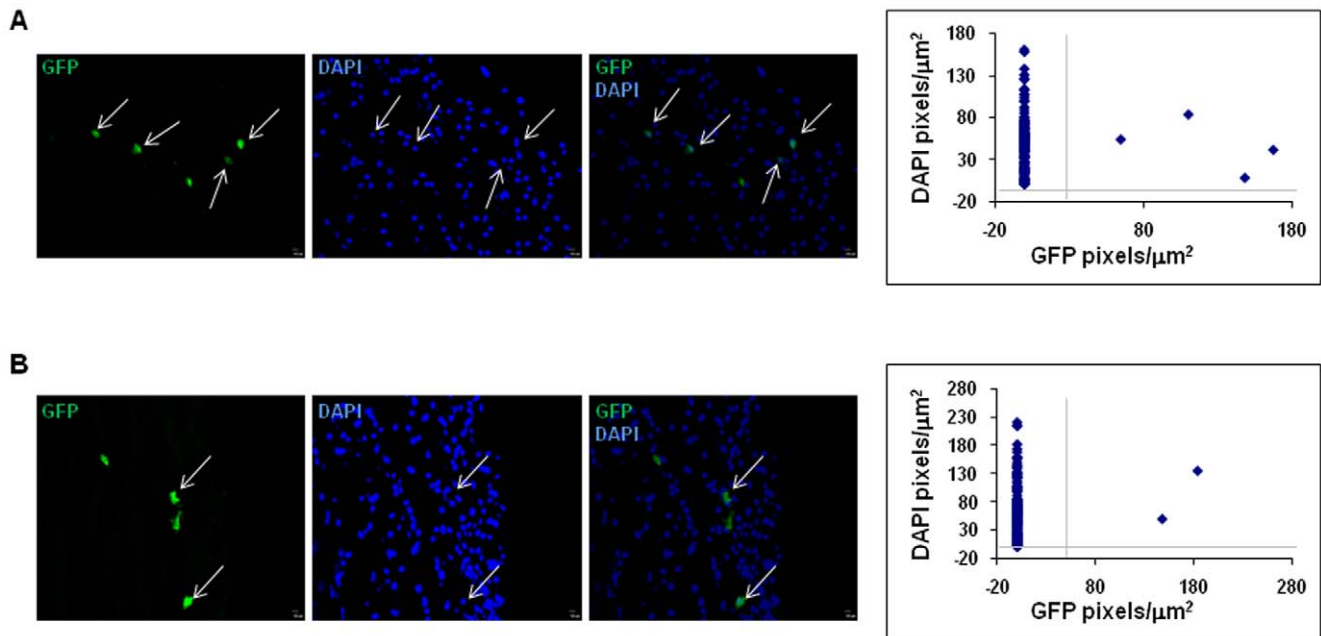 A
GFP
DAPI
GFP
DAPI
DAPI pixels/μm²
180
130
80
30
-20
-20
80
180
GFP pixels/μm²
B
GFP
DAPI
GFP
DAPI
DAPI pixels/μm²
280
230
180
130
80
30
-20
-20
80
180
280
GFP pixels/μm²